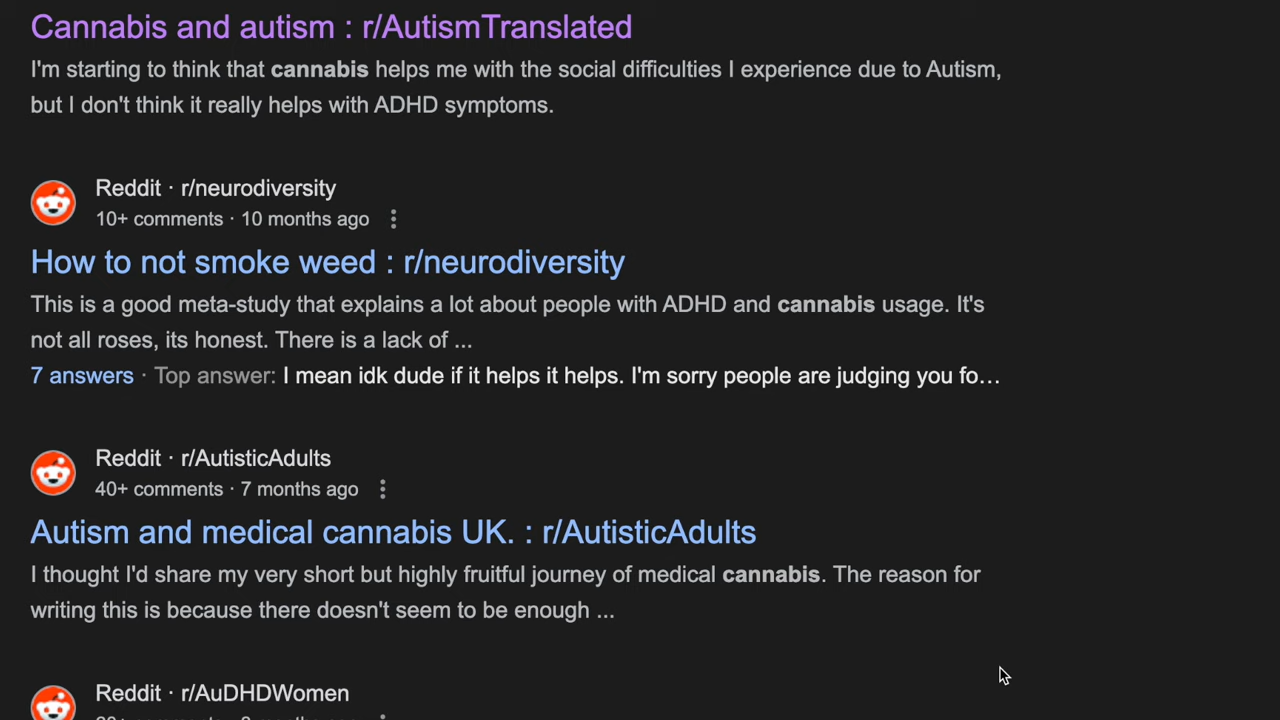 Cannabis and autism : r/AutismTranslated
I'm starting to think that cannabis helps me with the social difficulties I experience due to Autism,
but I don't think it really helps with ADHD symptoms.
Reddit · r/neurodiversity
10+ comments · 10 months ago
How to not smoke weed : r/neurodiversity
This is a good meta-study that explains a lot about people with ADHD and cannabis usage. It's
not all roses, its honest. There is a lack of ...
7 answers · Top answer: I mean idk dude if it helps it helps. I'm sorry people are judging you fo...
Reddit · r/AutisticAdults
40+ comments · 7 months ago
Autism and medical cannabis UK. : r/AutisticAdults
I thought I'd share my very short but highly fruitful journey of medical cannabis. The reason for
writing this is because there doesn't seem to be enough ...
Reddit · r/AuDHDWomen